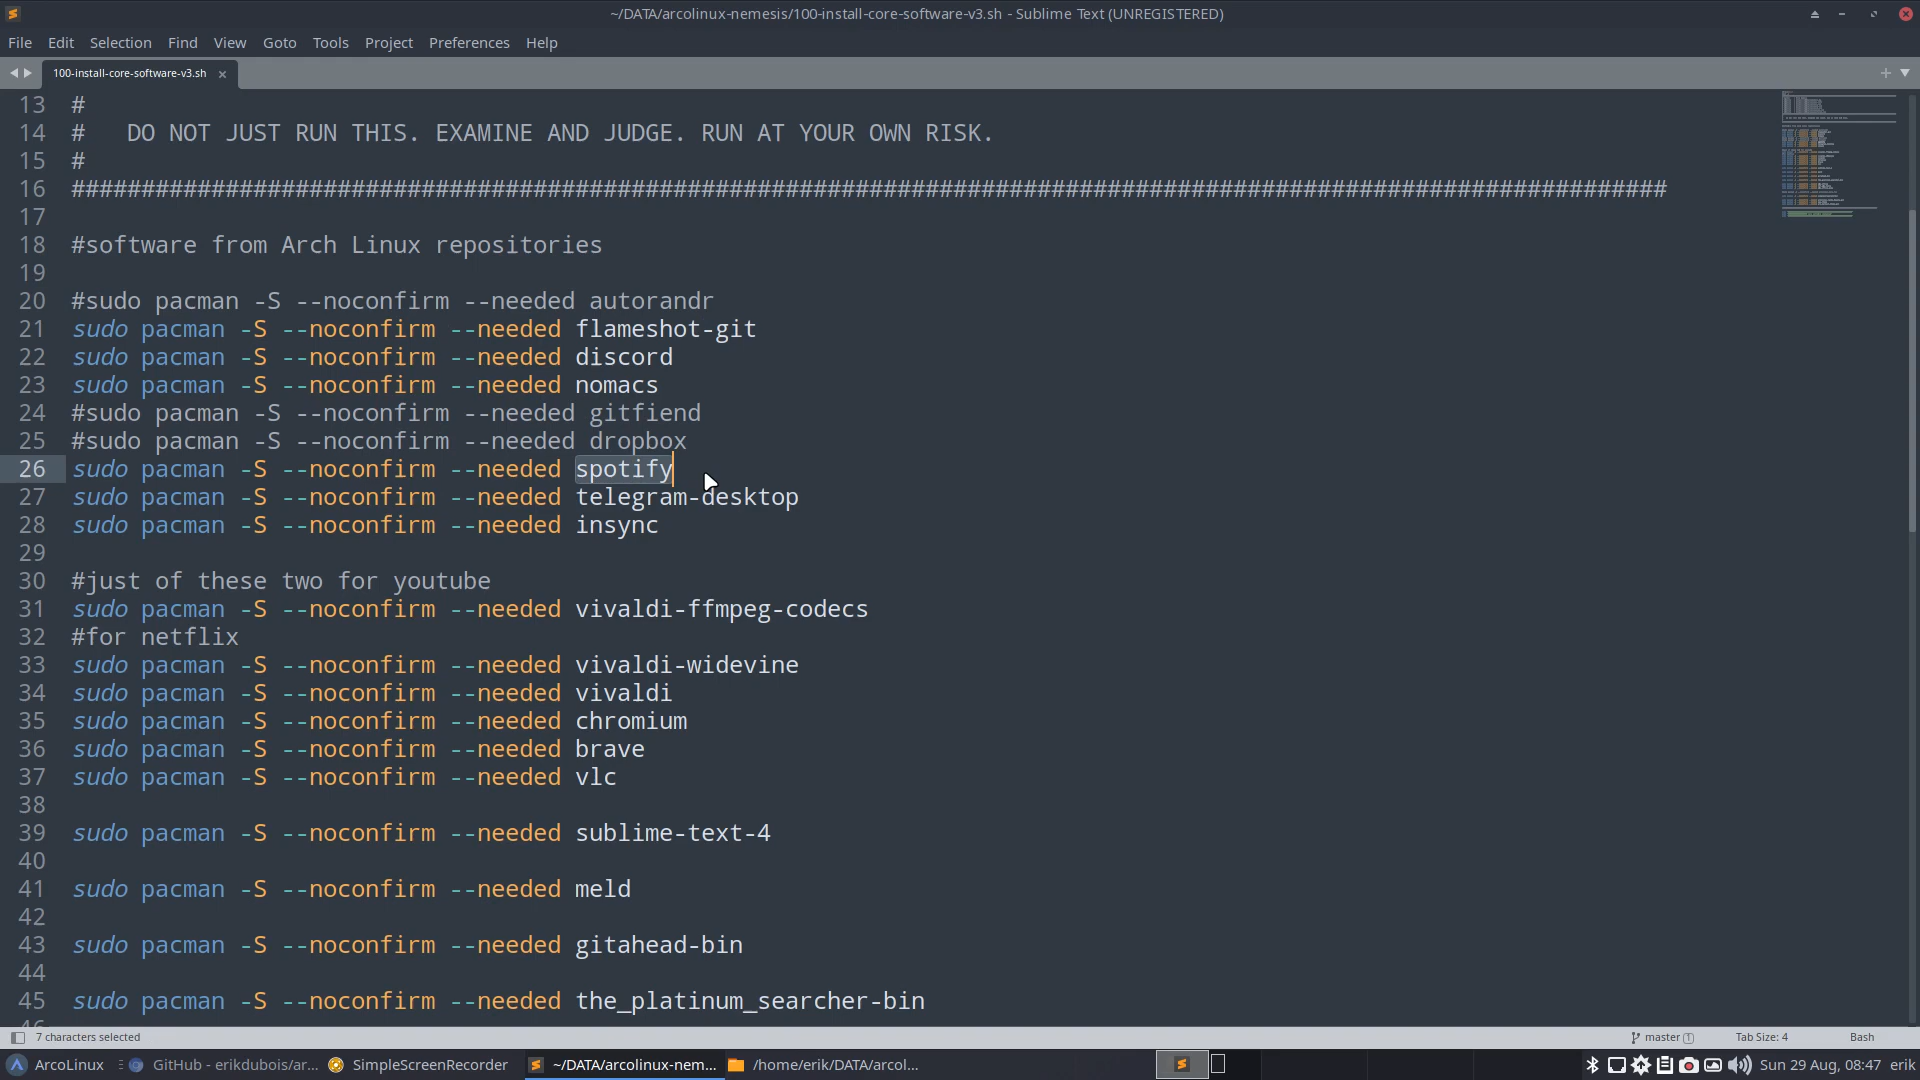 ~/DATA/arcolinux-nemesis/100-install-core-software-v3.sh - Sublime Text (UNREGISTERED)
File Edit Selection Find View Goto Tools Project Preferences Help
100-install-core-software-v3.sh
13 #
14 #   DO NOT JUST RUN THIS. EXAMINE AND JUDGE. RUN AT YOUR OWN RISK.
15 #
16 ##################################################################################################################
17
18 #software from Arch Linux repositories
19
20 #sudo pacman -S --noconfirm --needed autorandr
21 sudo pacman -S --noconfirm --needed flameshot-git
22 sudo pacman -S --noconfirm --needed discord
23 sudo pacman -S --noconfirm --needed nomacs
24 #sudo pacman -S --noconfirm --needed gitfiend
25 #sudo pacman -S --noconfirm --needed dropbox
26 sudo pacman -S --noconfirm --needed spotify
27 sudo pacman -S --noconfirm --needed telegram-desktop
28 sudo pacman -S --noconfirm --needed insync
29
30 #just of these two for youtube
31 sudo pacman -S --noconfirm --needed vivaldi-ffmpeg-codecs
32 #for netflix
33 sudo pacman -S --noconfirm --needed vivaldi-widevine
34 sudo pacman -S --noconfirm --needed vivaldi
35 sudo pacman -S --noconfirm --needed chromium
36 sudo pacman -S --noconfirm --needed brave
37 sudo pacman -S --noconfirm --needed vlc
38
39 sudo pacman -S --noconfirm --needed sublime-text-4
40
41 sudo pacman -S --noconfirm --needed meld
42
43 sudo pacman -S --noconfirm --needed gitahead-bin
44
45 sudo pacman -S --noconfirm --needed the_platinum_searcher-bin
46
7 characters selected master 1 Tab Size: 4 Bash
ArcoLinux GitHub - erikdubois/ar... SimpleScreenRecorder ~/DATA/arcolinux-nem... /home/erik/DATA/arcol... Sun 29 Aug, 08:47 erik